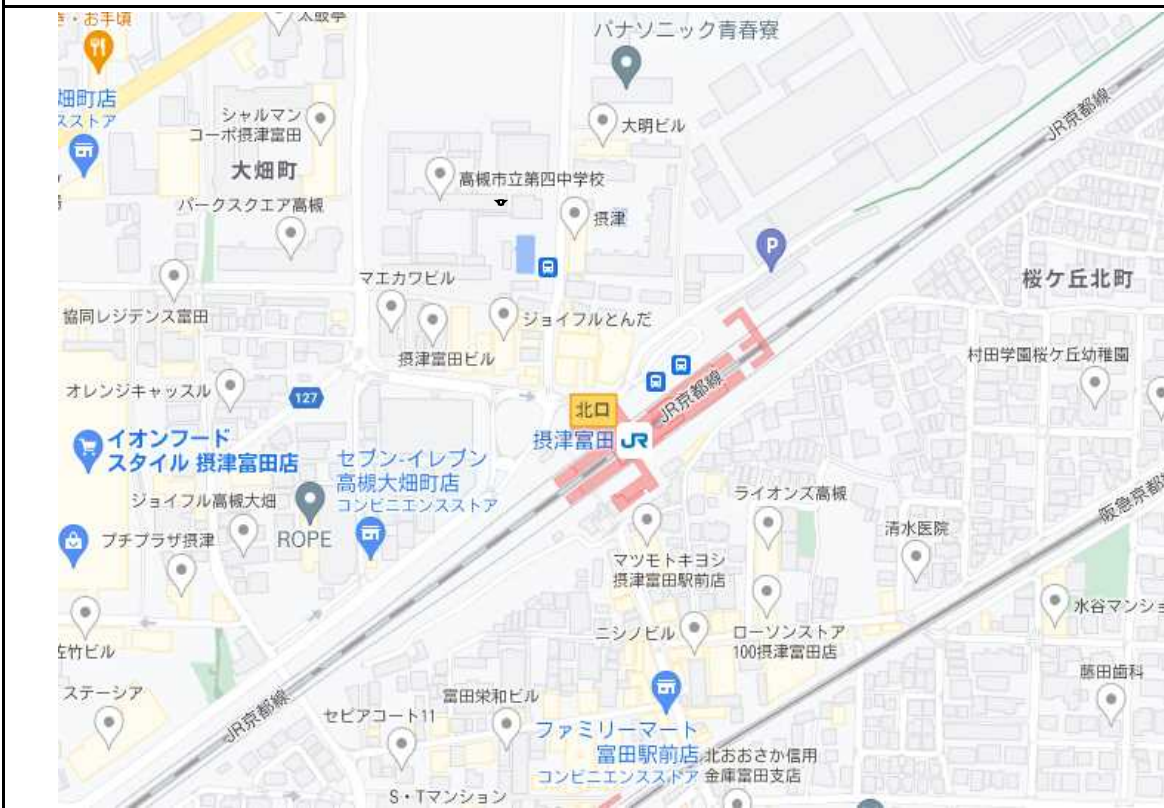 き・お手頃
太鼓亭
パナソニック青春寮
畑町店
スストア
シャルマン
コーポ摂津富田
大明ビル
JR京都線
大畑町
高槻市立第四中学校
パークスクエア高槻
摂津
P
桜ケ丘北町
マエカワビル
協同レジデンス富田
ジョイフルとんだ
摂津富田ビル
村田学園桜ケ丘幼稚園
オレンジキャッスル
127
JR京都線
北口
摂津富田 JR
イオンフード
スタイル 摂津富田店
セブン-イレブン
高槻大畑町店
コンビニエンスストア
ジョイフル高槻大畑
ライオンズ高槻
阪急京都
プチプラザ摂津
ROPE
清水医院
マツモトキヨシ
摂津富田駅前店
水谷マンショ
ニシノビル
ローソンストア
100摂津富田店
佐竹ビル
藤田歯科
ステーシア
富田栄和ビル
JR京都線
セピアコート11
ファミリーマート
富田駅前店
コンビニエンスストア
北おおさか信用
金庫富田支店
S・Tマンション